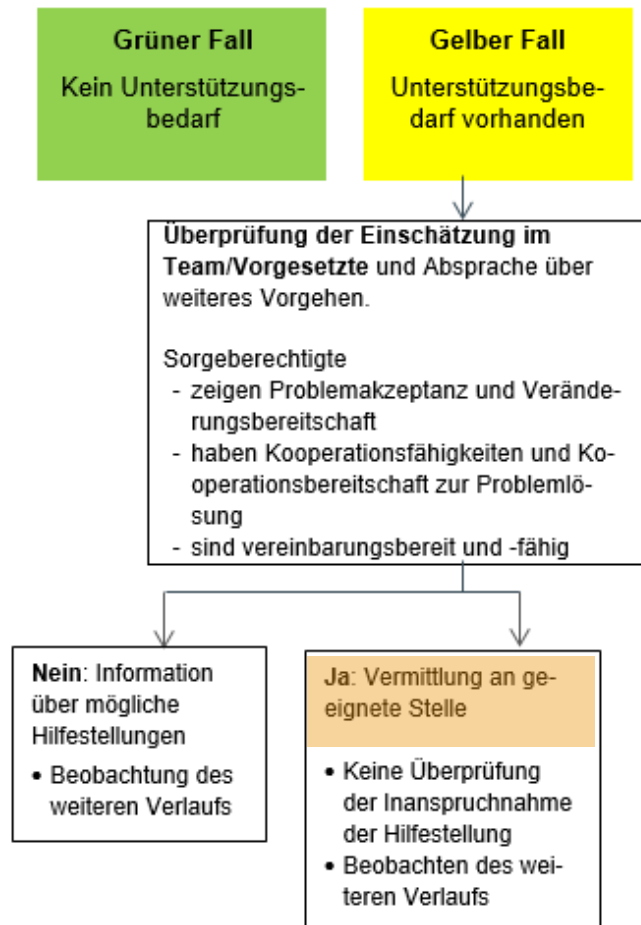 Grüner Fall
Kein Unterstützungs-
bedarf
Gelber Fall
Unterstützungsbe-
darf vorhanden
Überprüfung der Einschätzung im
Team/Vorgesetzte und Absprache über
weiteres Vorgehen.
Sorgeberechtigte
- zeigen Problemakzeptanz und Verände-
rungsbereitschaft
- haben Kooperationsfähigkeiten und Ko-
operationsbereitschaft zur Problemlö-
sung
- sind vereinbarungsbereit und -fähig
Nein: Information
über mögliche
Hilfestellungen
• Beobachtung des
weiteren Verlaufs
Ja: Vermittlung an ge-
eignete Stelle
• Keine Überprüfung
der Inanspruchnahme
der Hilfestellung
• Beobachten des wei-
teren Verlaufs